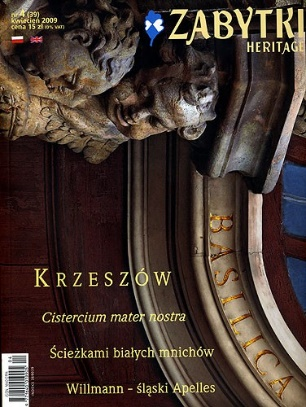 nr 4 (39)
kwiecień 2009
cena 15 zł (0% VAT)
ZABYTKI
HERITAGE
BASILICA
KRZESZÓW
Cistercium mater nostra
Ścieżkami białych mnichów
Willmann – śląski Apelles